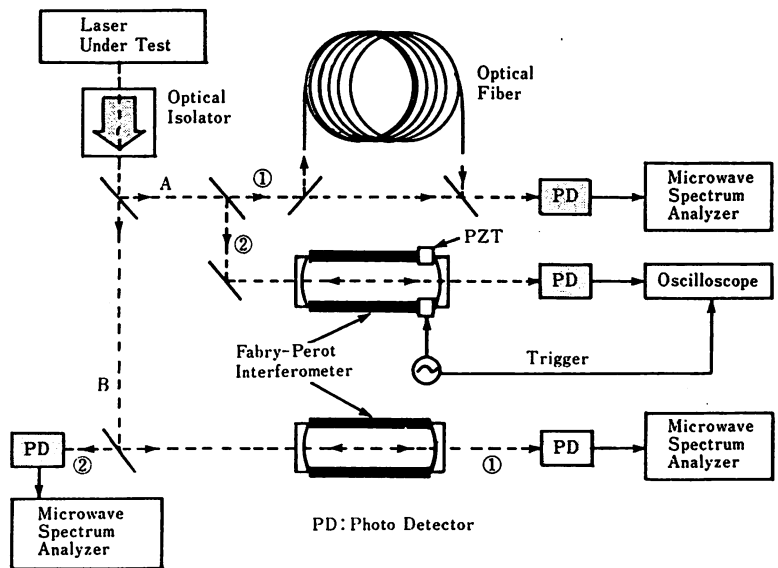 Laser
Under Test
Optical
Isolator
Optical
Fiber
A
①
PD
Microwave
Spectrum
Analyzer
②
PZT
PD
Oscilloscope
Fabry-Perot
Interferometer
Trigger
B
PD
②
①
PD
Microwave
Spectrum
Analyzer
Microwave
Spectrum
Analyzer
PD: Photo Detector